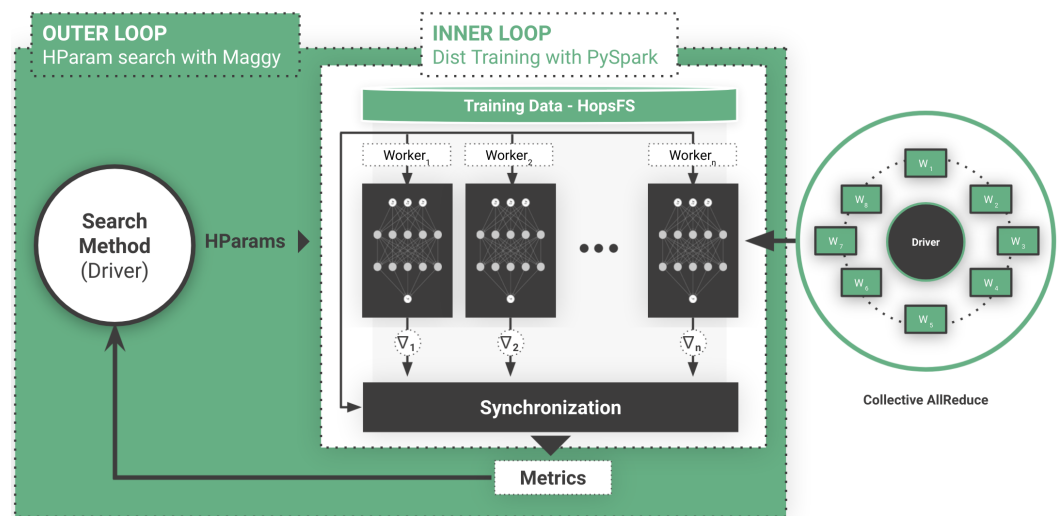 OUTER LOOP
HParam search with Maggy
INNER LOOP
Dist Training with PySpark
Training Data - HopsFS
Worker₁
Worker₂
Workerₙ
Search
Method
(Driver)
HParams
∇₁
∇₂
∇ₙ
Synchronization
Metrics
W₁
W₂
W₃
W₄
W₅
W₆
W₇
W₈
Driver
Collective AllReduce